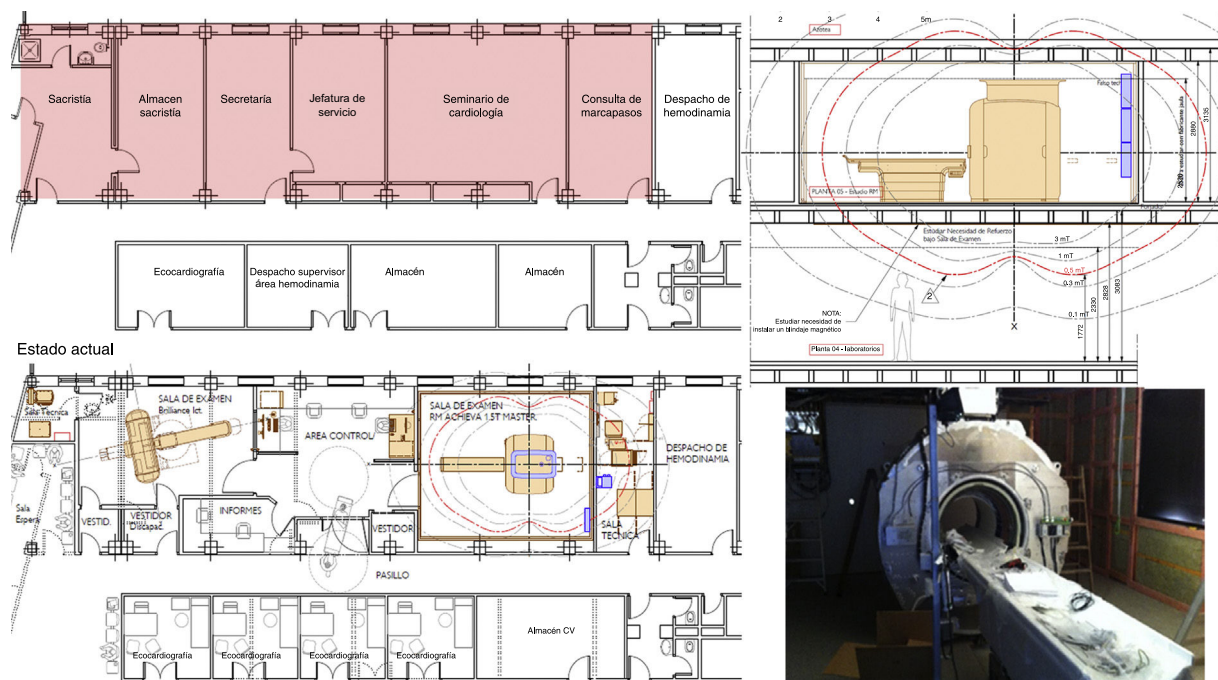 Sacristía
Almacen
sacristía
Secretaría
Jefatura de
servicio
Seminario de
cardiología
Consulta de
marcapasos
Despacho de
hemodinamia
Ecocardiografía
Despacho supervisor
área hemodinamia
Almacén
Almacén
Estado actual
Sala Técnica
SALA DE EXAMEN
Brilliance Ict.
AREA CONTROL
SALA DE EXAMEN
RM ACHIEVA 1.5T MASTER.
DESPACHO DE
HEMODINAMIA
Sala
Espera
VESTID.
VESTIDOR
Discapac.
INFORMES
VESTIDOR
SALA
TECNICA
PASILLO
Ecocardiografía
Ecocardiografía
Ecocardiografía
Ecocardiografía
Almacén CV
2
3
4
5m
Falso tec
PLANTA 05 - Estudio RM
2880
3135
Estudiar Necesidad de Refuerzo
bajo Sala de Examen
3 mT
1 mT
0.5 mT
0.3 mT
0.1 mT
2
NOTA:
Estudiar necesidad de
instalar un blindaje magnético
X
1772
2330
2828
3083
Planta 04 - laboratorios